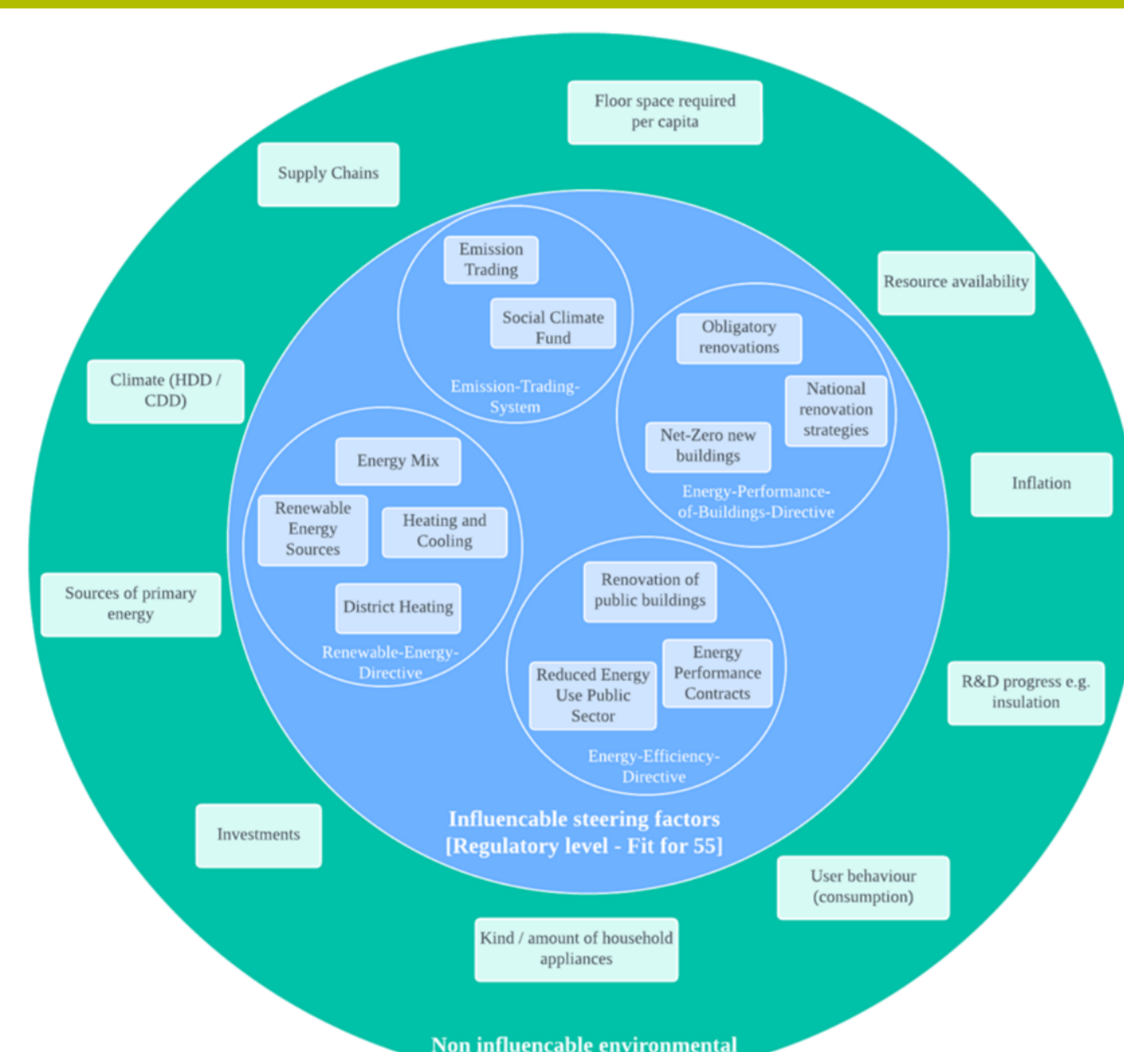 Floor space required
per capita
Supply Chains
Emission
Trading
Social Climate
Fund
Emission-Trading-
System
Resource availability
Obligatory
renovations
National
renovation
strategies
Net-Zero new
buildings
Energy-Performance-
of-Buildings-Directive
Climate (HDD /
CDD)
Energy Mix
Renewable
Energy
Sources
Heating and
Cooling
District Heating
Renewable-Energy-
Directive
Inflation
Sources of primary
energy
Renovation of
public buildings
Energy
Performance
Contracts
Reduced Energy
Use Public
Sector
Energy-Efficiency-
Directive
R&D progress e.g.
insulation
Influencable steering factors
[Regulatory level - Fit for 55]
Investments
User behaviour
(consumption)
Kind / amount of household
appliances
Non influencable environmental